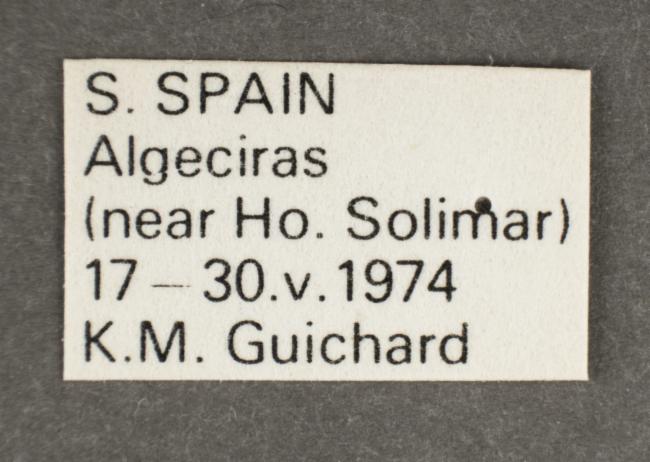 S. SPAIN
Algeciras
(near Ho. Solimar)
17 – 30.v.1974
K.M. Guichard